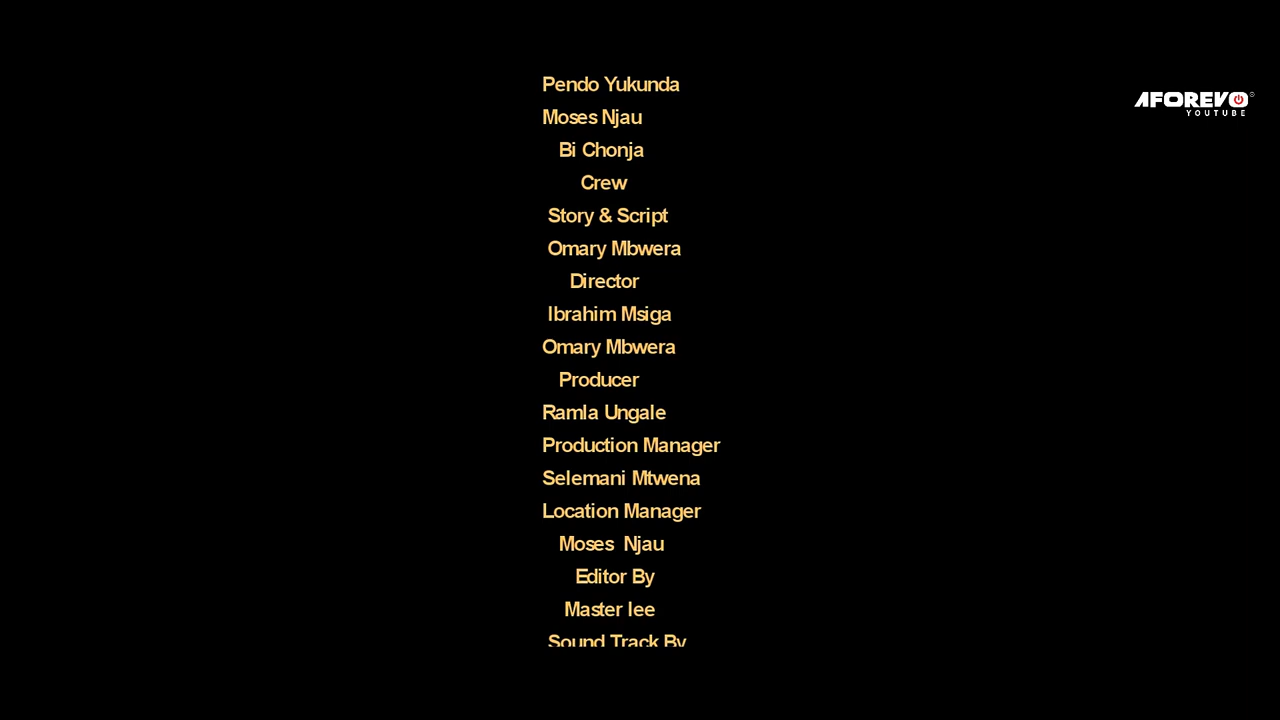 Pendo Yukunda
Moses Njau
Bi Chonja
Crew
Story & Script
Omary Mbwera
Director
Ibrahim Msiga
Omary Mbwera
Producer
Ramla Ungale
Production Manager
Selemani Mtwena
Location Manager
Moses Njau
Editor By
Master lee
Sound Track By
AFOREVO
YOUTUBE